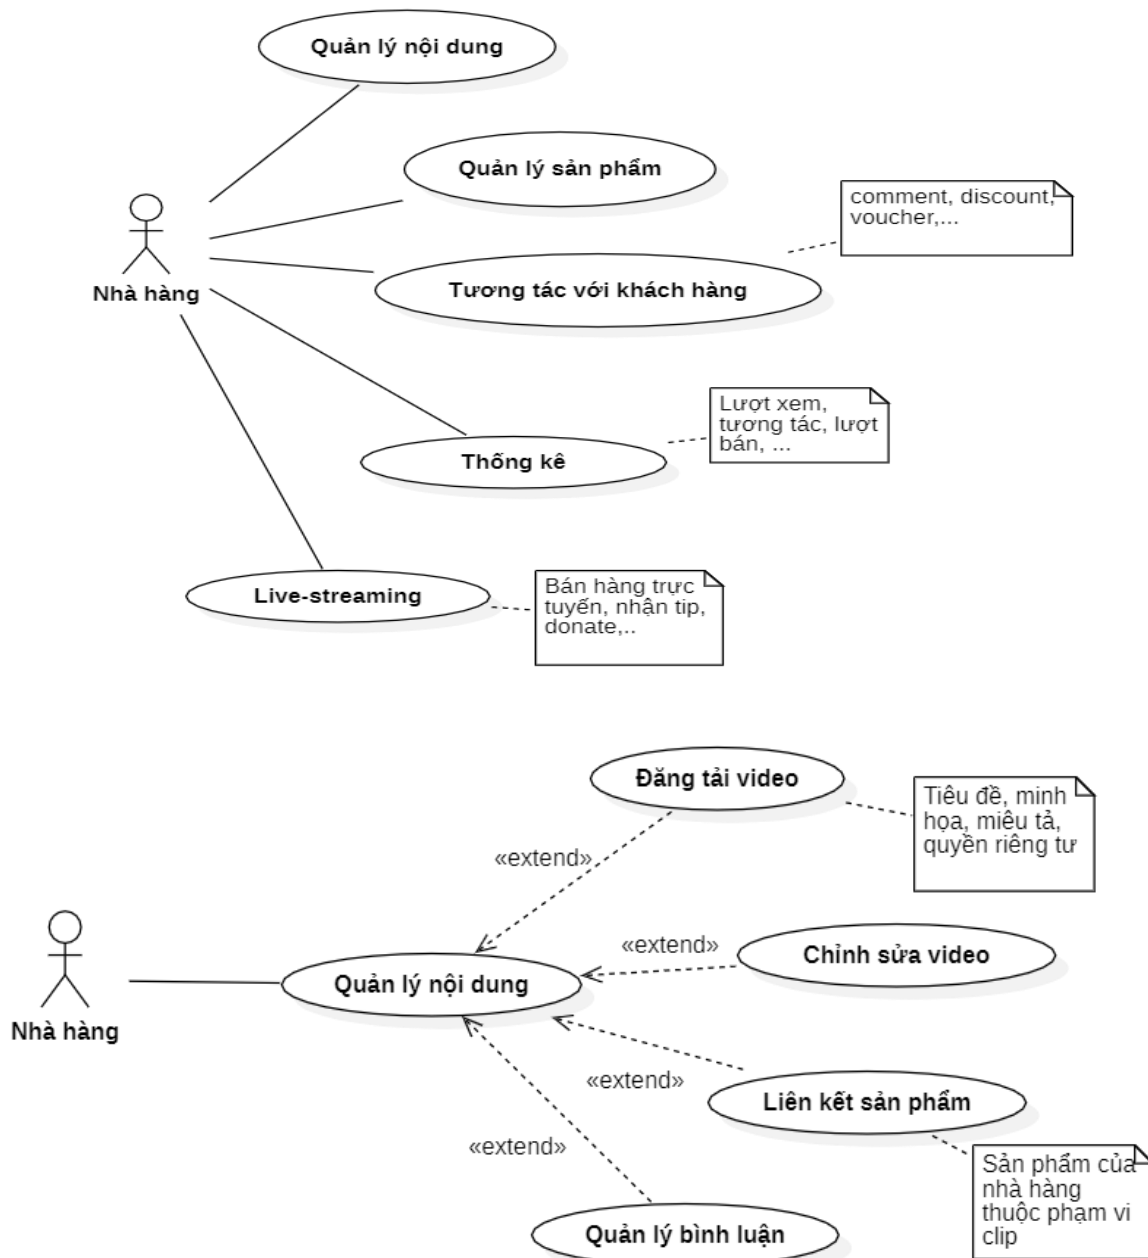 Quản lý nội dung
Quản lý sản phẩm
comment, discount,
voucher,...
Nhà hàng
Tương tác với khách hàng
Lượt xem,
tương tác, lượt
bán, ...
Thống kê
Live-streaming
Bán hàng trực
tuyến, nhận tip,
donate,..
Đăng tải video
Tiêu đề, minh
họa, miêu tả,
quyền riêng tư
«extend»
«extend»
Chỉnh sửa video
Quản lý nội dung
Nhà hàng
«extend»
Liên kết sản phẩm
«extend»
Sản phẩm của
nhà hàng
thuộc phạm vi
clip
Quản lý bình luận